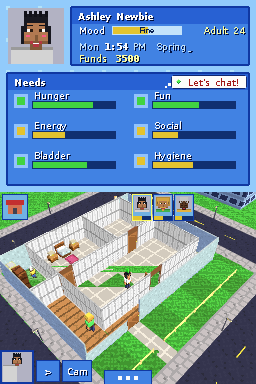 Ashley Newbie
Mood Fine Adult 24
Mon 1:54 PM Spring
Funds 3500
Needs
Let's chat!
Hunger Fun
Energy Social
Bladder Hygiene
Cam